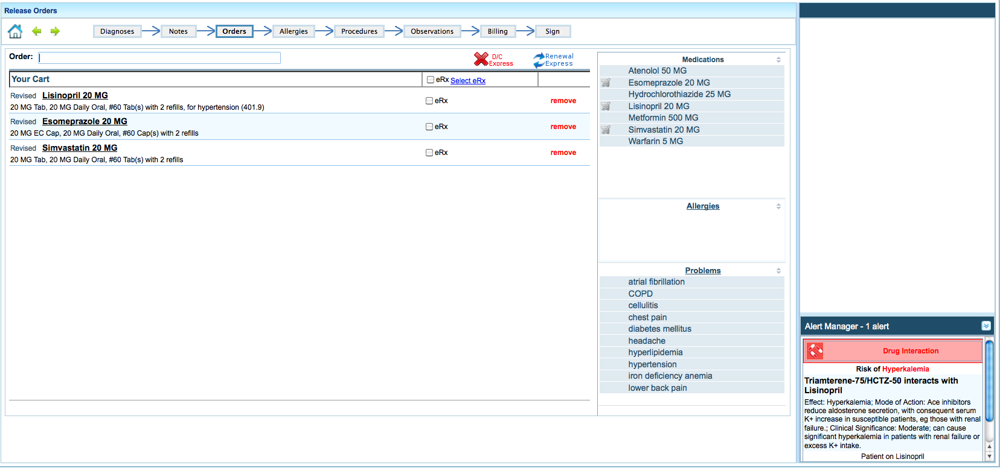 Release Orders
Diagnoses
Notes
Orders
Allergies
Procedures
Observations
Billing
Sign
Order:
D/C Express
Renewal Express
Your Cart
eRx Select eRx
Revised Lisinopril 20 MG
eRx
remove
20 MG Tab, 20 MG Daily Oral, #60 Tab(s) with 2 refills, for hypertension (401.9)
Revised Esomeprazole 20 MG
eRx
remove
20 MG EC Cap, 20 MG Daily Oral, #60 Cap(s) with 2 refills
Revised Simvastatin 20 MG
eRx
remove
20 MG Tab, 20 MG Daily Oral, #60 Tab(s) with 2 refills
Medications
Atenolol 50 MG
Esomeprazole 20 MG
Hydrochlorothiazide 25 MG
Lisinopril 20 MG
Metformin 500 MG
Simvastatin 20 MG
Warfarin 5 MG
Allergies
Problems
atrial fibrillation
COPD
cellulitis
chest pain
diabetes mellitus
headache
hyperlipidemia
hypertension
iron deficiency anemia
lower back pain
Alert Manager - 1 alert
Drug Interaction
Risk of Hyperkalemia
Triamterene-75/HCTZ-50 interacts with
Lisinopril
Effect: Hyperkalemia; Mode of Action: Ace inhibitors
reduce aldosterone secretion, with consequent serum
K+ increase in susceptible patients, eg those with renal
failure.; Clinical Significance: Moderate; can cause
significant hyperkalemia in patients with renal failure or
excess K+ intake.
Patient on Lisinopril